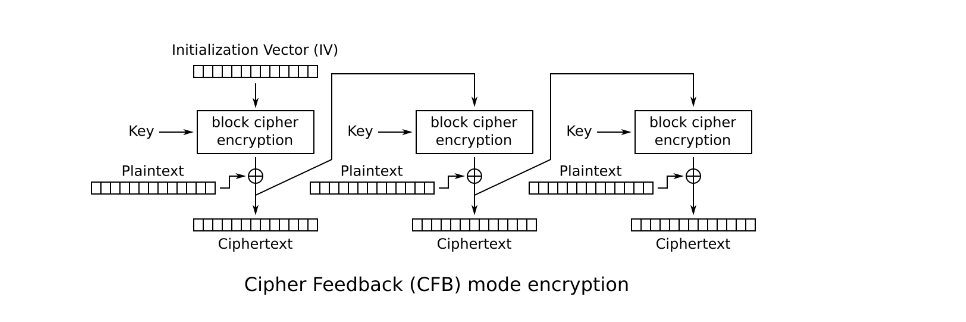 Initialization Vector (IV)
Key
block cipher
encryption
Plaintext
Ciphertext
Key
block cipher
encryption
Plaintext
Ciphertext
Key
block cipher
encryption
Plaintext
Ciphertext
Cipher Feedback (CFB) mode encryption